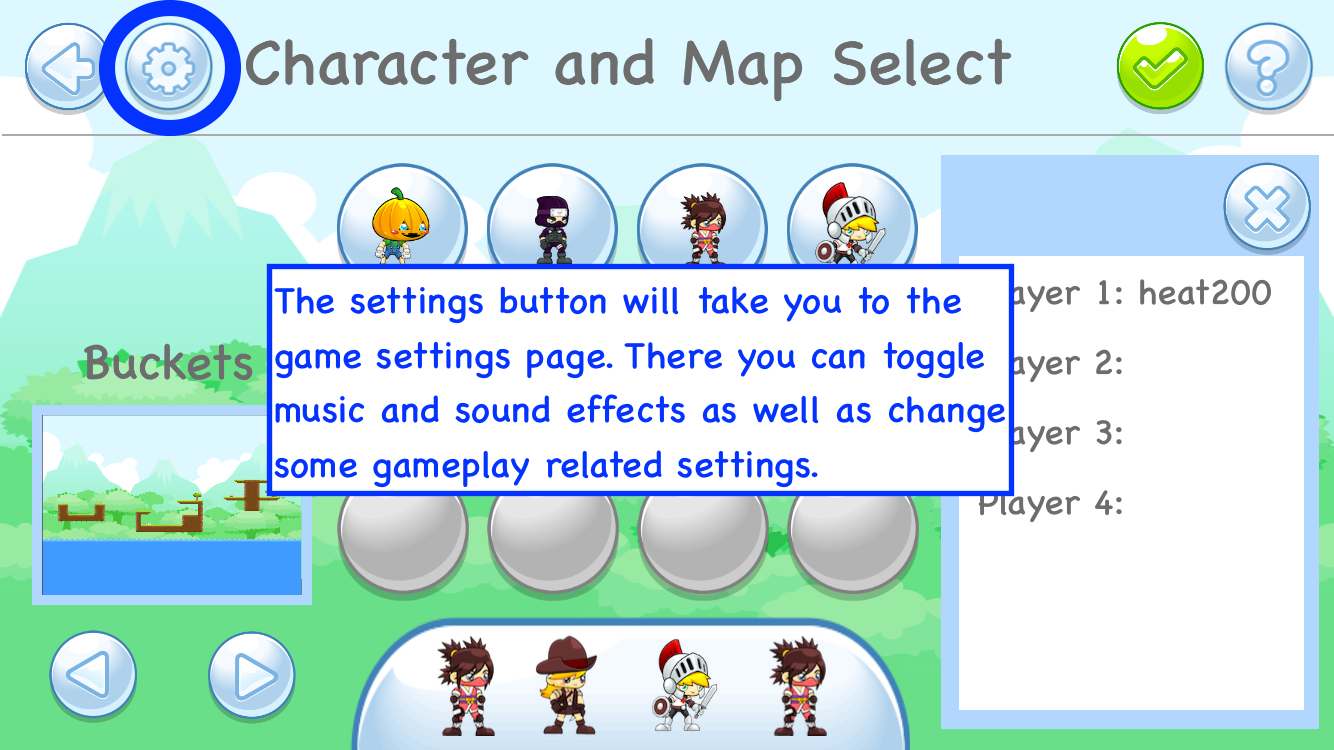 Character and Map Select
The settings button will take you to the
game settings page. There you can toggle
music and sound effects as well as change
some gameplay related settings.
Buckets
ayer 1: heat200
ayer 2:
ayer 3:
Player 4: